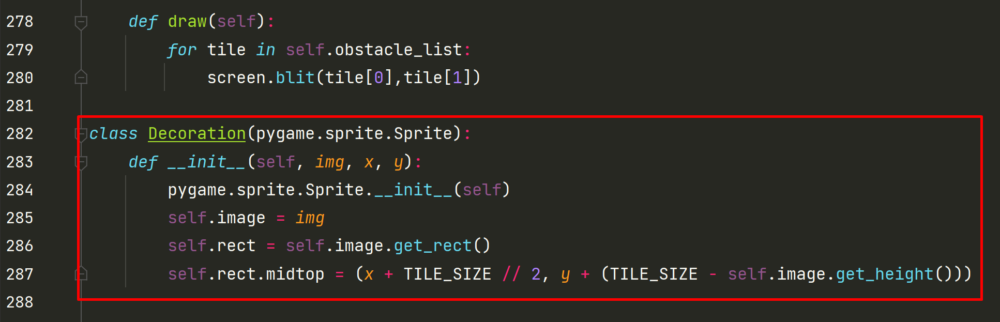 278 def draw(self):
279 for tile in self.obstacle_list:
280 screen.blit(tile[0],tile[1])
281
282 class Decoration(pygame.sprite.Sprite):
283 def __init__(self, img, x, y):
284 pygame.sprite.Sprite.__init__(self)
285 self.image = img
286 self.rect = self.image.get_rect()
287 self.rect.midtop = (x + TILE_SIZE // 2, y + (TILE_SIZE - self.image.get_height()))
288